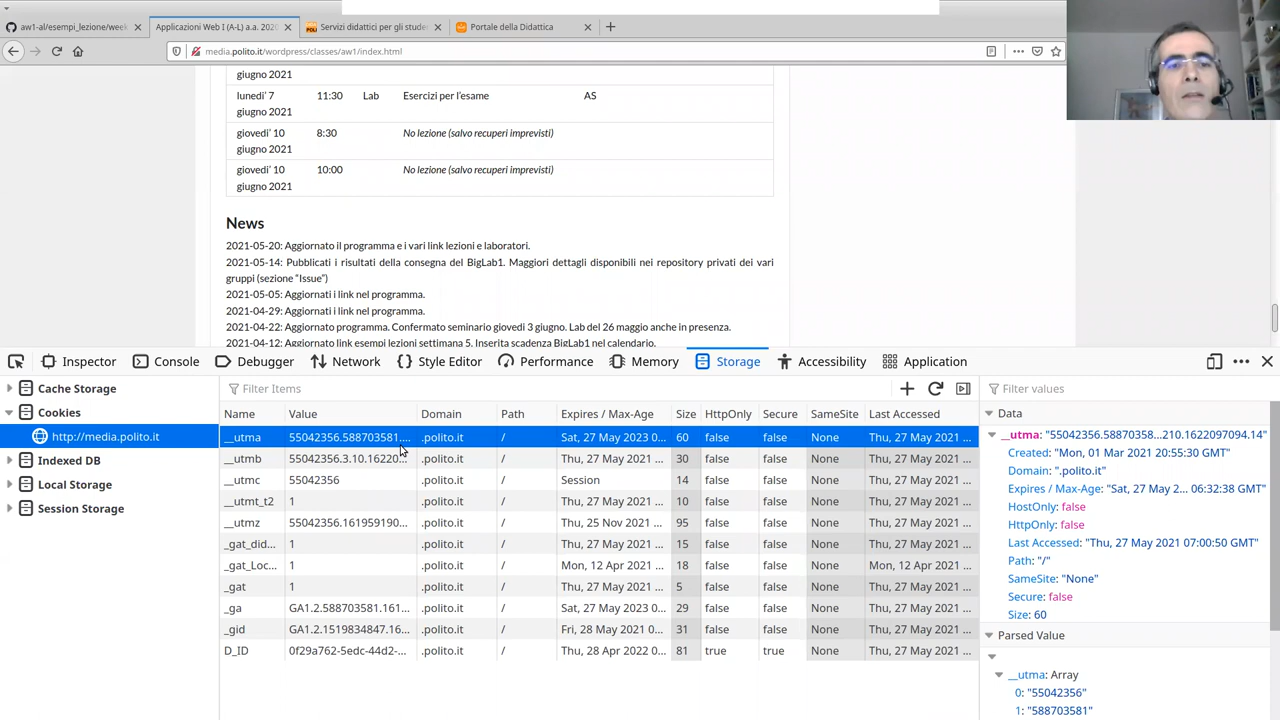 aw1-al/esempi_lezione/wee
Applicazioni Web I (A-L) a.a. 202
Servizi didattici per gli stude
Portale della Didattica
media.polito.it/wordpress/classes/aw1/index.html
giugno 2021
lunedi' 7 giugno 2021 11:30 Lab Esercizi per l'esame AS
giovedi' 10 giugno 2021 8:30 No lezione (salvo recuperi imprevisti)
giovedi' 10 giugno 2021 10:00 No lezione (salvo recuperi imprevisti)
News
2021-05-20: Aggiornato il programma e i vari link lezioni e laboratori.
2021-05-14: Pubblicati i risultati della consegna del BigLab1. Maggiori dettagli disponibili nei repository privati dei vari
gruppi (sezione "Issue")
2021-05-05: Aggiornati i link nel programma.
2021-04-29: Aggiornati i link nel programma.
2021-04-22: Aggiornato programma. Confermato seminario giovedi 3 giugno. Lab del 26 maggio anche in presenza.
2021-04-12: Aggiornato link esempi lezioni settimana 5. Inserita scadenza BigLab1 nel calendario.
Inspector Console Debugger Network Style Editor Performance Memory Storage Accessibility Application
Cache Storage
Cookies
http://media.polito.it
Indexed DB
Local Storage
Session Storage
Filter Items
Name Value Domain Path Expires / Max-Age Size HttpOnly Secure SameSite Last Accessed
__utma 55042356.588703581.... .polito.it / Sat, 27 May 2023 0... 60 false false None Thu, 27 May 2021 ...
__utmb 55042356.3.10.16220... .polito.it / Thu, 27 May 2021 ... 30 false false None Thu, 27 May 2021 ...
__utmc 55042356 .polito.it / Session 14 false false None Thu, 27 May 2021 ...
__utmt_t2 1 .polito.it / Thu, 27 May 2021 ... 10 false false None Thu, 27 May 2021 ...
__utmz 55042356.161959190... .polito.it / Thu, 25 Nov 2021 ... 95 false false None Thu, 27 May 2021 ...
_gat_did... 1 .polito.it / Thu, 27 May 2021 ... 15 false false None Thu, 27 May 2021 ...
_gat_Loc... 1 .polito.it / Mon, 12 Apr 2021 ... 18 false false None Mon, 12 Apr 2021 ...
_gat 1 .polito.it / Thu, 27 May 2021 ... 5 false false None Thu, 27 May 2021 ...
_ga GA1.2.588703581.161... .polito.it / Sat, 27 May 2023 0... 29 false false None Thu, 27 May 2021 ...
_gid GA1.2.1519834847.16... .polito.it / Fri, 28 May 2021 0... 31 false false None Thu, 27 May 2021 ...
D_ID 0f29a762-5edc-44d2-... .polito.it / Thu, 28 Apr 2022 0... 81 true true None Thu, 27 May 2021 ...
Filter values
Data
__utma: "55042356.58870358...210.1622097094.14"
Created: "Mon, 01 Mar 2021 20:55:30 GMT"
Domain: ".polito.it"
Expires / Max-Age: "Sat, 27 May 2... 06:32:38 GMT"
HostOnly: false
HttpOnly: false
Last Accessed: "Thu, 27 May 2021 07:00:50 GMT"
Path: "/"
SameSite: "None"
Secure: false
Size: 60
Parsed Value
__utma: Array
0: "55042356"
1: "588703581"